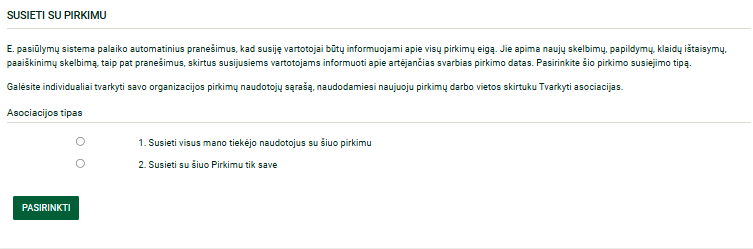 SUSIETI SU PIRKIMU
E. pasiūlymų sistema palaiko automatinius pranešimus, kad susiję vartotojai būtų informuojami apie visų pirkimų eigą. Jie apima naujų skelbimų, papildymų, klaidų ištaisymų,
paaiškinimų skelbimą, taip pat pranešimus, skirtus susijusiems vartotojams informuoti apie artėjančias svarbias pirkimo datas. Pasirinkite šio pirkimo susiejimo tipą.
Galėsite individualiai tvarkyti savo organizacijos pirkimų naudotojų sąrašą, naudodamiesi naujuoju pirkimų darbo vietos skirtuku Tvarkyti asociacijas.
Asociacijos tipas
1. Susieti visus mano tiekėjo naudotojus su šiuo pirkimu
2. Susieti su šiuo Pirkimu tik save
PASIRINKTI